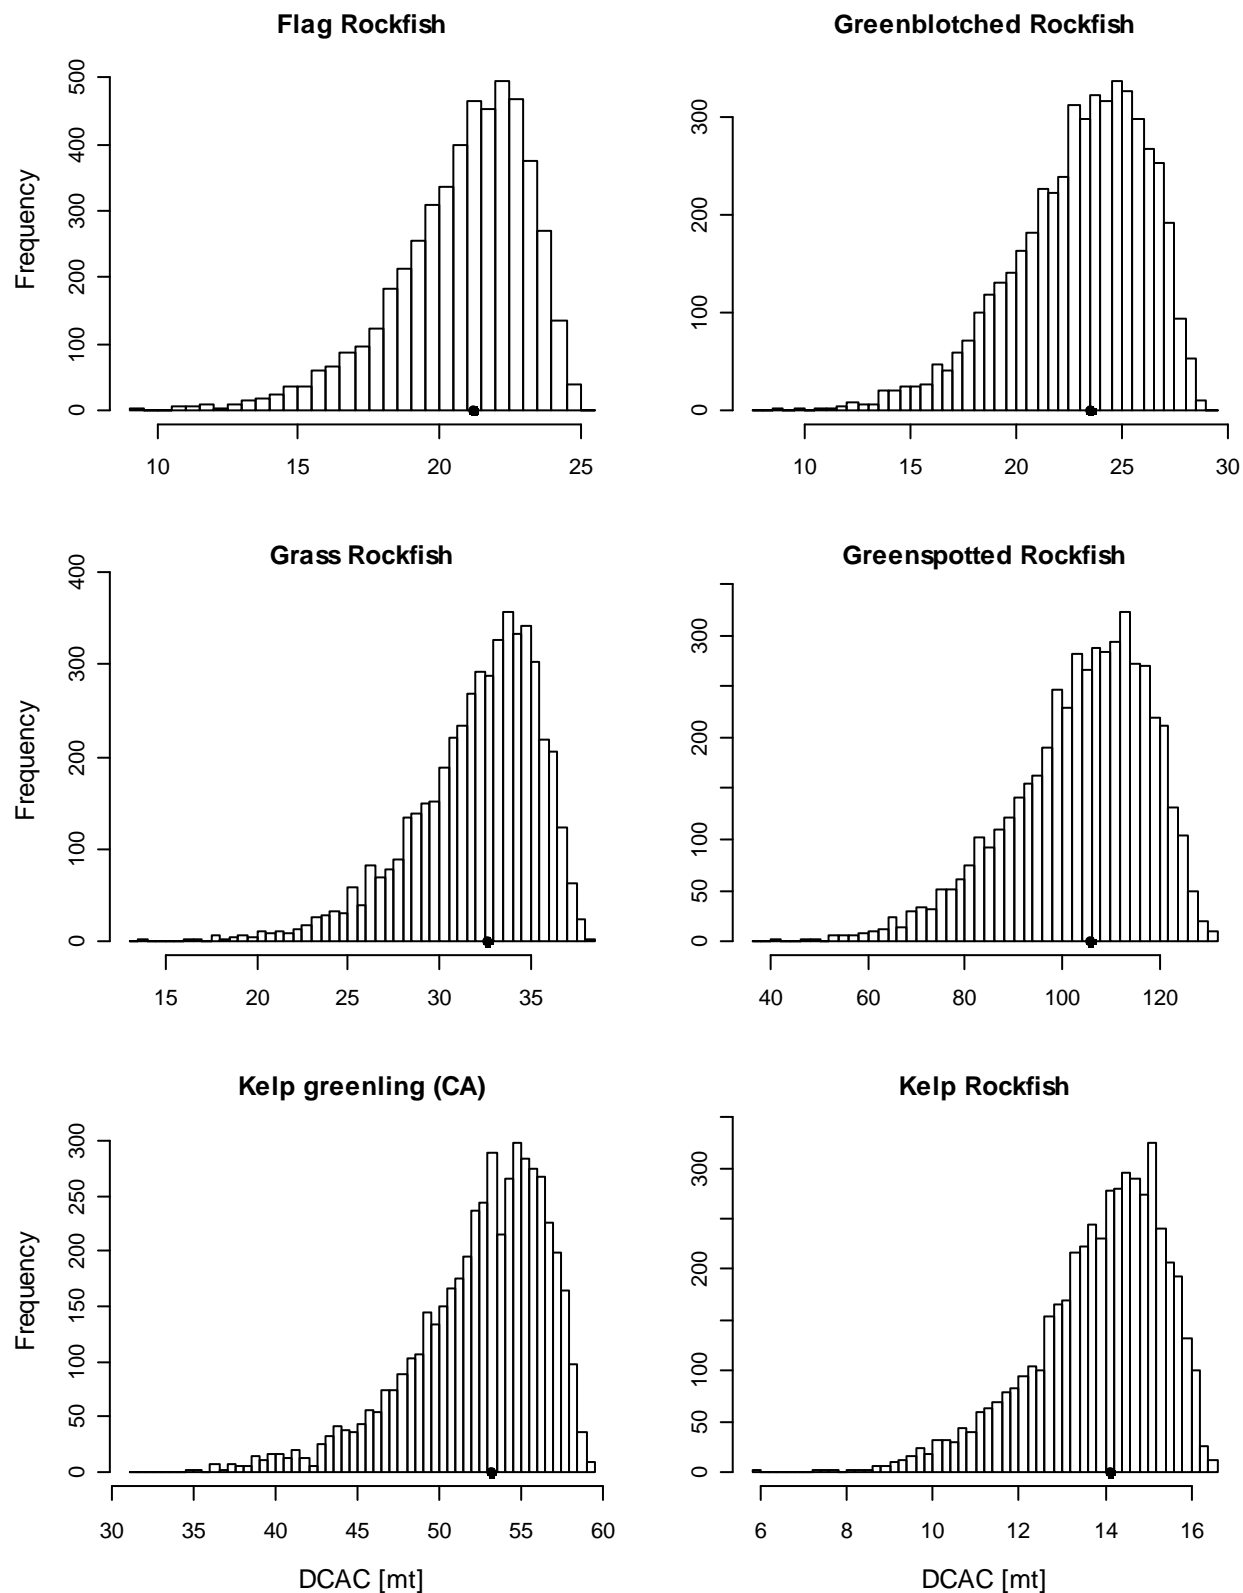 Flag Rockfish
Greenblotched Rockfish
Frequency
0 100 200 300 400 500
10 15 20 25
0 100 200 300
10 15 20 25 30
Grass Rockfish
Greenspotted Rockfish
Frequency
0 100 200 300 400
15 20 25 30 35
0 50 100 200 300
40 60 80 100 120
Kelp greenling (CA)
Kelp Rockfish
Frequency
0 50 100 150 200 250 300
30 35 40 45 50 55 60
DCAC [mt]
0 50 100 200 300
6 8 10 12 14 16
DCAC [mt]